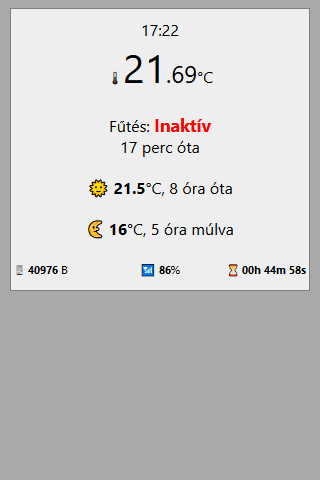 17:22
21.69°C
Fűtés: Inaktív
17 perc óta
21.5°C, 8 óra óta
16°C, 5 óra múlva
40976 B 86% 00h 44m 58s